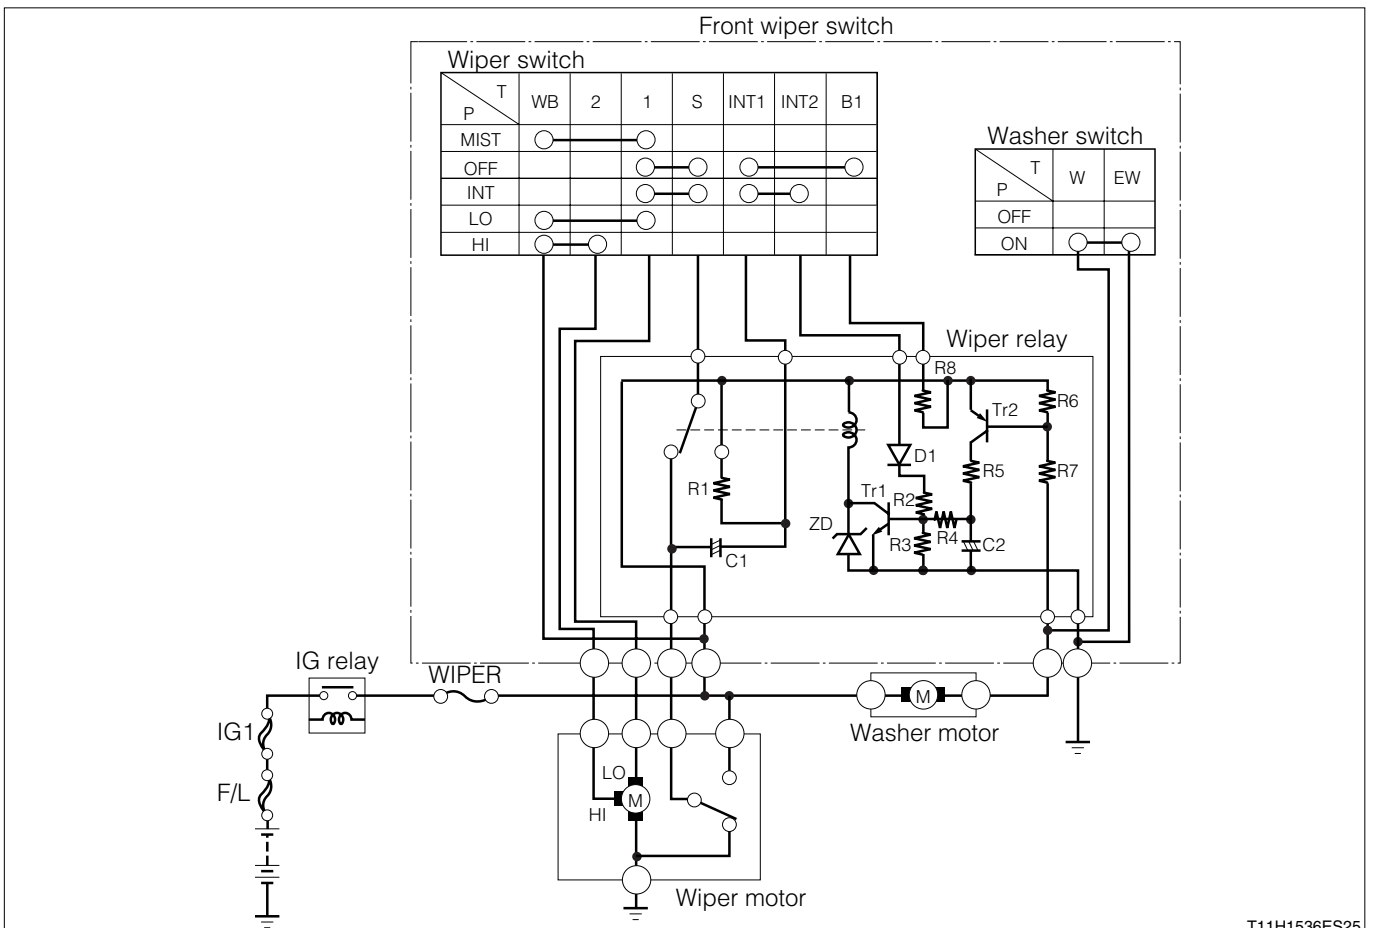 Front wiper switch
Wiper switch
T
P
WB 2 1 S INT1 INT2 B1
MIST
OFF
INT
LO
HI
Washer switch
T
P
W EW
OFF
ON
Wiper relay
R8
Tr2
R6
D1
R5
R7
R1
Tr1
R2
ZD
R3
R4
C2
C1
IG relay
WIPER
IG1
F/L
M
Washer motor
LO
M
HI
Wiper motor
T11H1536ES25